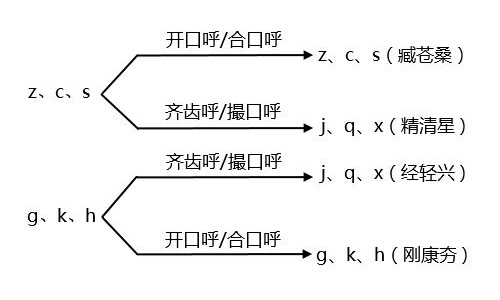 开口呼/合口呼
z、c、s（臧苍桑）
z、c、s
齐齿呼/撮口呼
j、q、x（精清星）
齐齿呼/撮口呼
j、q、x（经轻兴）
g、k、h
开口呼/合口呼
g、k、h（刚康夯）